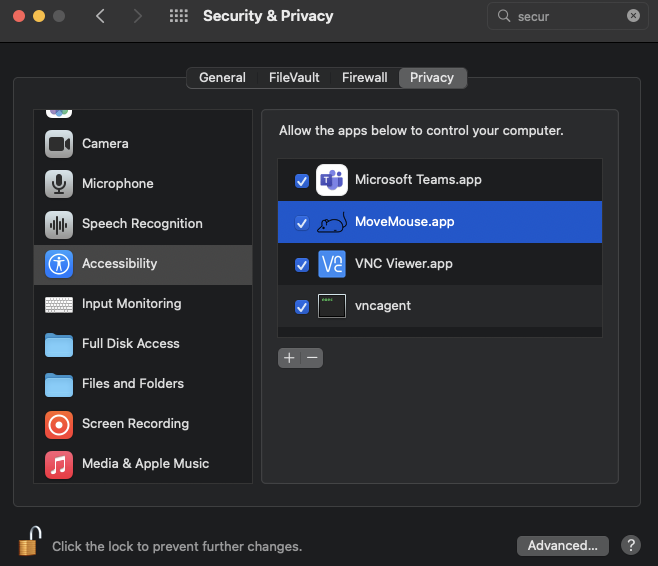 Security & Privacy
secur
General FileVault Firewall Privacy
Camera
Microphone
Speech Recognition
Accessibility
Input Monitoring
Full Disk Access
Files and Folders
Screen Recording
Media & Apple Music
Allow the apps below to control your computer.
Microsoft Teams.app
MoveMouse.app
VNC Viewer.app
vncagent
+ −
Click the lock to prevent further changes.
Advanced...
?